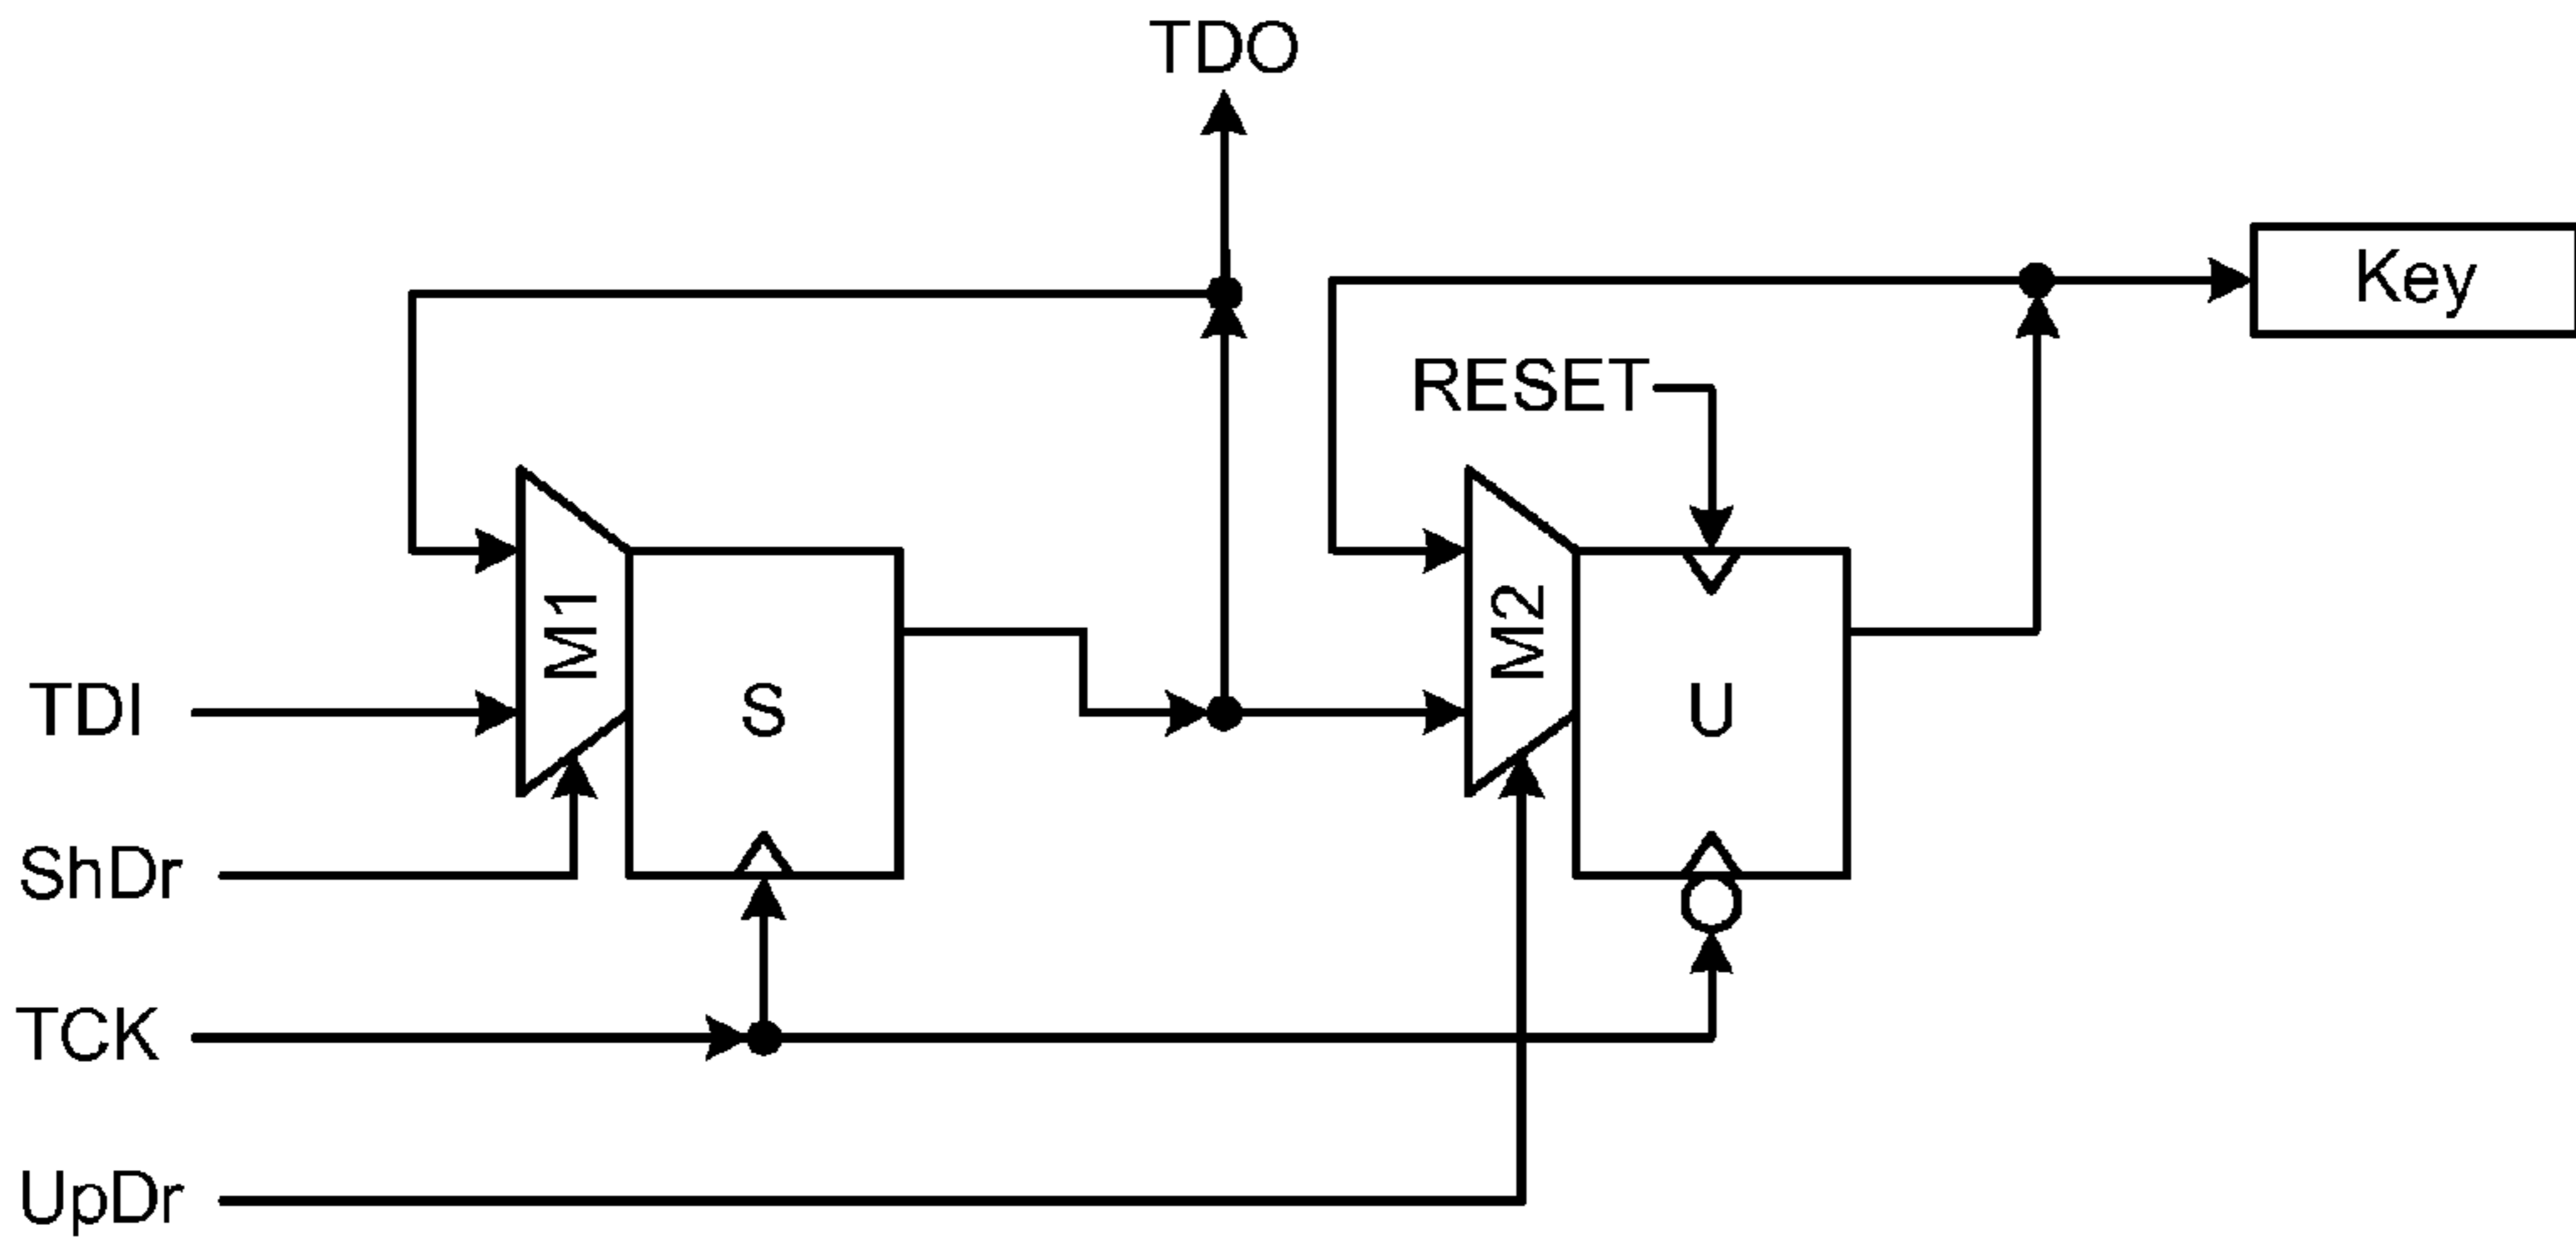 TDO
Key
RESET
M1
M2
TDI
S
U
ShDr
TCK
UpDr